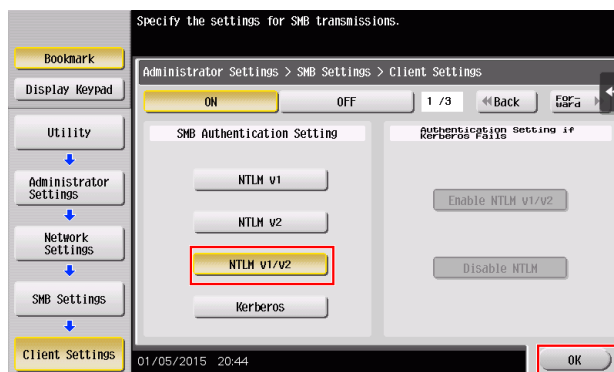 Specify the settings for SMB transmissions.
Bookmark
Display Keypad
Utility
Administrator
Settings
Network
Settings
SMB Settings
Client Settings
Administrator Settings > SMB Settings > Client Settings
ON
OFF
1 /3
Back
For-
ward
SMB Authentication Setting
NTLM v1
NTLM v2
NTLM v1/v2
Kerberos
Authentication Setting if
Kerberos Fails
Enable NTLM v1/v2
Disable NTLM
01/05/2015 20:44
OK